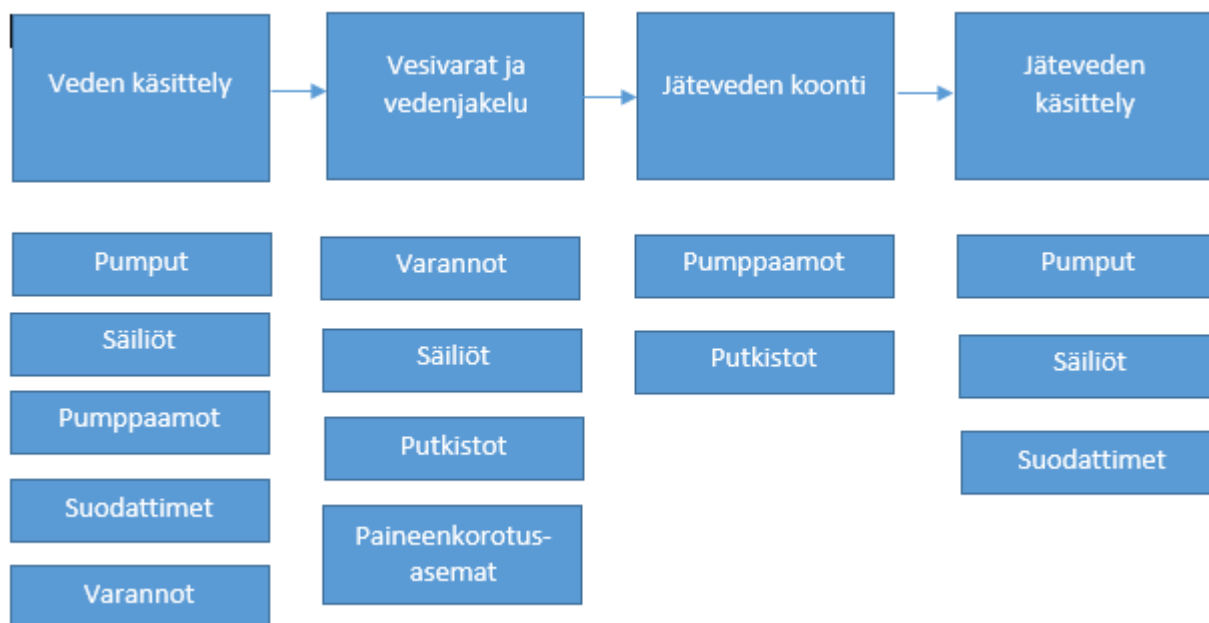 Veden käsittely
Vesivarat ja
vedenjakelu
Jäteveden koonti
Jäteveden
käsittely
Pumput
Säiliöt
Pumppaamot
Suodattimet
Varannot
Varannot
Säiliöt
Putkistot
Paineenkorotus-
asemat
Pumppaamot
Putkistot
Pumput
Säiliöt
Suodattimet